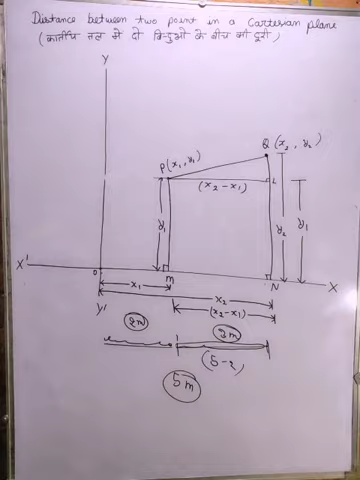 Distance between two point in a Carterian plane
(कार्तीय तल मे दो बिन्दुओ के बीच की दूरी)
Y
Q (x₂, y₂)
P(x₁, y₁)
(x₂-x₁)
L
y₁
y₂
y₁
X'
O
M
N
X
x₁
x₂
Y'
(x₂-x₁)
2m
3m
(5-2)
5m